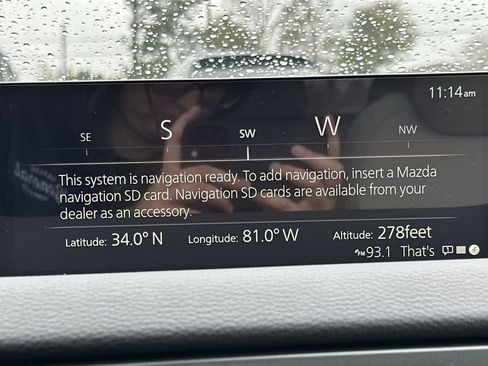 11:14am
SE S SW W NW
This system is navigation ready. To add navigation, insert a Mazda
navigation SD card. Navigation SD cards are available from your
dealer as an accessory.
Latitude: 34.0° N Longitude: 81.0° W Altitude: 278feet
FM 93.1 That's